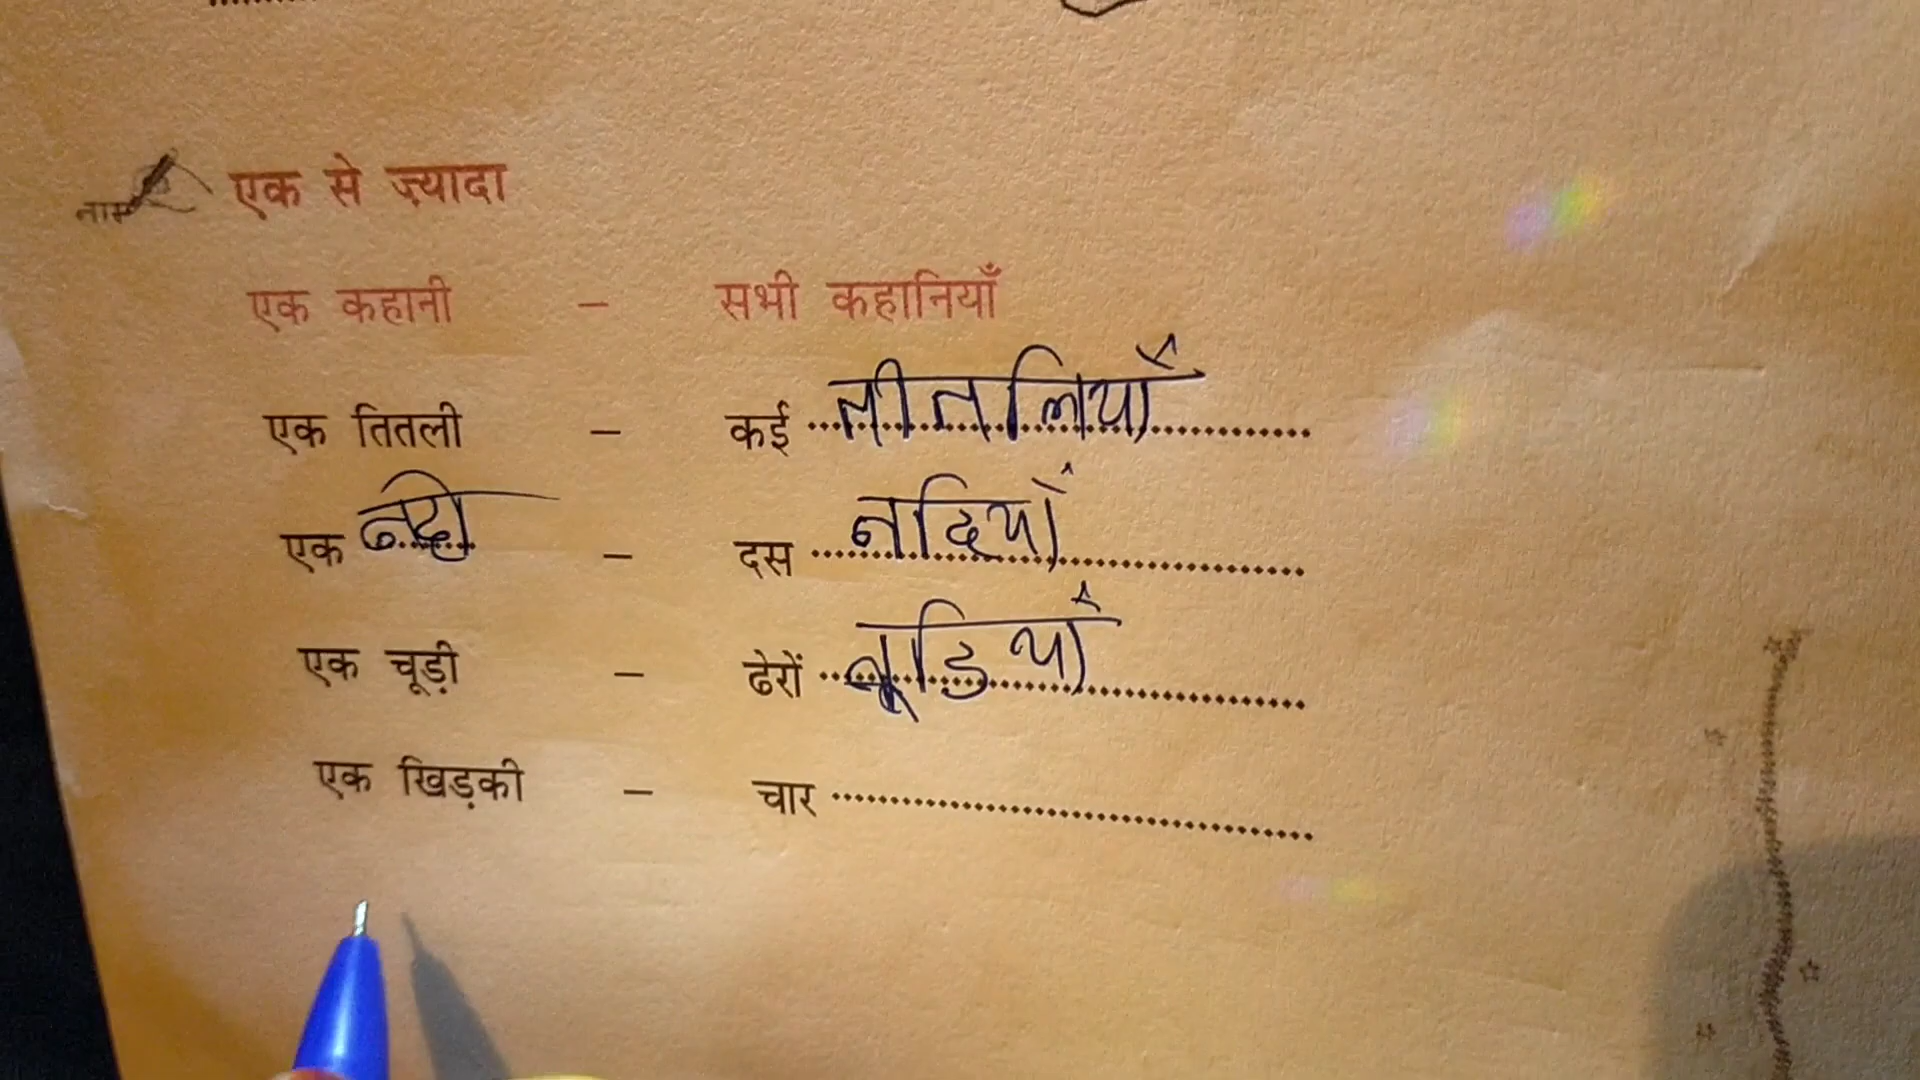 एक से ज़्यादा
एक कहानी – सभी कहानियाँ
एक तितली – कई तीतलियाँ
एक नदी – दस नदियाँ
एक चूड़ी – ढेरों चूडियाँ
एक खिड़की – चार